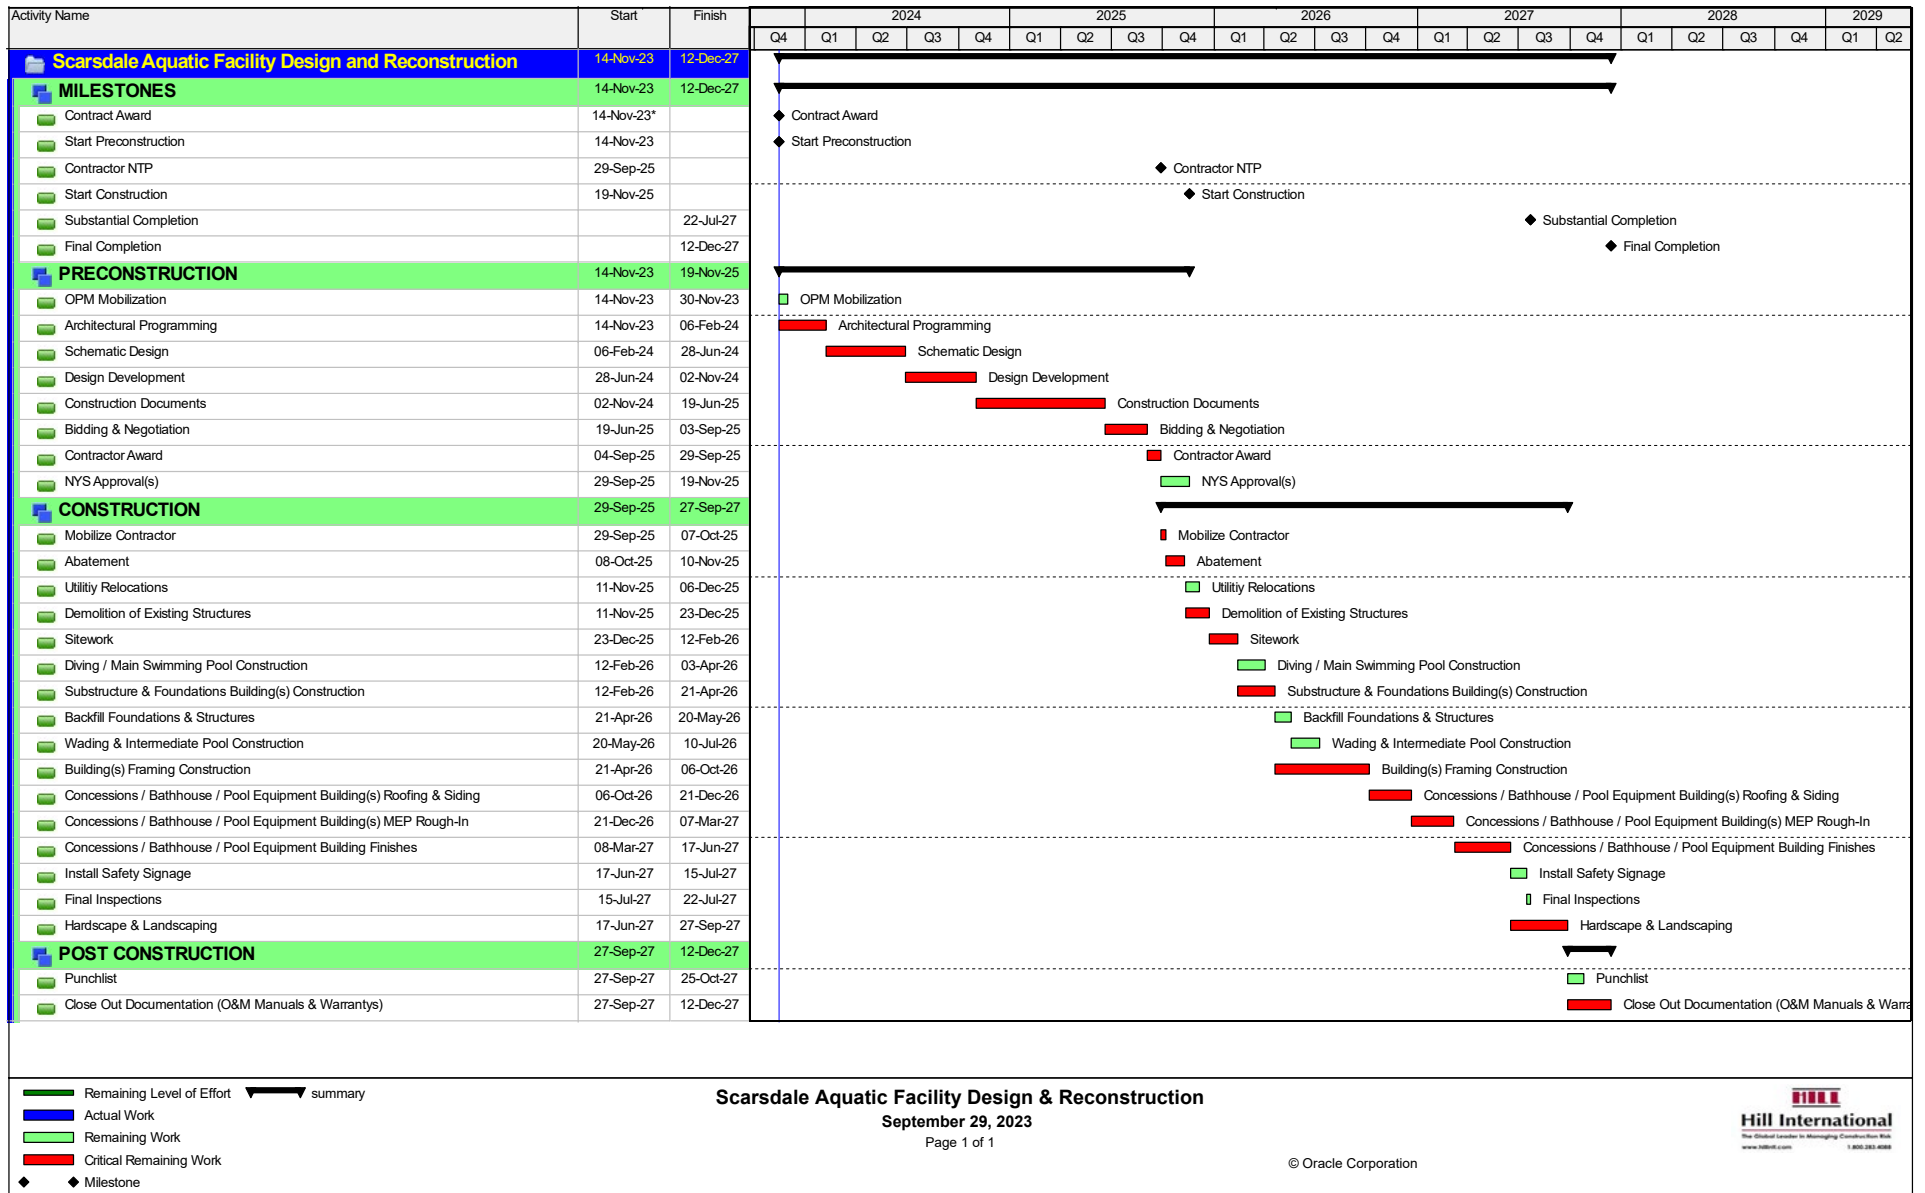 Activity Name Start Finish 2024 2025 2026 2027 2028 2029
Q4 Q1 Q2 Q3 Q4 Q1 Q2 Q3 Q4 Q1 Q2 Q3 Q4 Q1 Q2 Q3 Q4 Q1 Q2 Q3 Q4 Q1 Q2
Scarsdale Aquatic Facility Design and Reconstruction 14-Nov-23 12-Dec-27
MILESTONES 14-Nov-23 12-Dec-27
Contract Award 14-Nov-23* Contract Award
Start Preconstruction 14-Nov-23 Start Preconstruction
Contractor NTP 29-Sep-25 Contractor NTP
Start Construction 19-Nov-25 Start Construction
Substantial Completion 22-Jul-27 Substantial Completion
Final Completion 12-Dec-27 Final Completion
PRECONSTRUCTION 14-Nov-23 19-Nov-25
OPM Mobilization 14-Nov-23 30-Nov-23 OPM Mobilization
Architectural Programming 14-Nov-23 06-Feb-24 Architectural Programming
Schematic Design 06-Feb-24 28-Jun-24 Schematic Design
Design Development 28-Jun-24 02-Nov-24 Design Development
Construction Documents 02-Nov-24 19-Jun-25 Construction Documents
Bidding & Negotiation 19-Jun-25 03-Sep-25 Bidding & Negotiation
Contractor Award 04-Sep-25 29-Sep-25 Contractor Award
NYS Approval(s) 29-Sep-25 19-Nov-25 NYS Approval(s)
CONSTRUCTION 29-Sep-25 27-Sep-27
Mobilize Contractor 29-Sep-25 07-Oct-25 Mobilize Contractor
Abatement 08-Oct-25 10-Nov-25 Abatement
Utilitiy Relocations 11-Nov-25 06-Dec-25 Utilitiy Relocations
Demolition of Existing Structures 11-Nov-25 23-Dec-25 Demolition of Existing Structures
Sitework 23-Dec-25 12-Feb-26 Sitework
Diving / Main Swimming Pool Construction 12-Feb-26 03-Apr-26 Diving / Main Swimming Pool Construction
Substructure & Foundations Building(s) Construction 12-Feb-26 21-Apr-26 Substructure & Foundations Building(s) Construction
Backfill Foundations & Structures 21-Apr-26 20-May-26 Backfill Foundations & Structures
Wading & Intermediate Pool Construction 20-May-26 10-Jul-26 Wading & Intermediate Pool Construction
Building(s) Framing Construction 21-Apr-26 06-Oct-26 Building(s) Framing Construction
Concessions / Bathhouse / Pool Equipment Building(s) Roofing & Siding 06-Oct-26 21-Dec-26 Concessions / Bathhouse / Pool Equipment Building(s) Roofing & Siding
Concessions / Bathhouse / Pool Equipment Building(s) MEP Rough-In 21-Dec-26 07-Mar-27 Concessions / Bathhouse / Pool Equipment Building(s) MEP Rough-In
Concessions / Bathhouse / Pool Equipment Building Finishes 08-Mar-27 17-Jun-27 Concessions / Bathhouse / Pool Equipment Building Finishes
Install Safety Signage 17-Jun-27 15-Jul-27 Install Safety Signage
Final Inspections 15-Jul-27 22-Jul-27 Final Inspections
Hardscape & Landscaping 17-Jun-27 27-Sep-27 Hardscape & Landscaping
POST CONSTRUCTION 27-Sep-27 12-Dec-27
Punchlist 27-Sep-27 25-Oct-27 Punchlist
Close Out Documentation (O&M Manuals & Warrantys) 27-Sep-27 12-Dec-27 Close Out Documentation (O&M Manuals & Warra
Remaining Level of Effort summary
Actual Work
Remaining Work
Critical Remaining Work
Milestone
Scarsdale Aquatic Facility Design & Reconstruction
September 29, 2023
Page 1 of 1
© Oracle Corporation
HILL
Hill International
The Global Leader in Managing Construction Risk
www.hillintl.com 1.800.283.4088